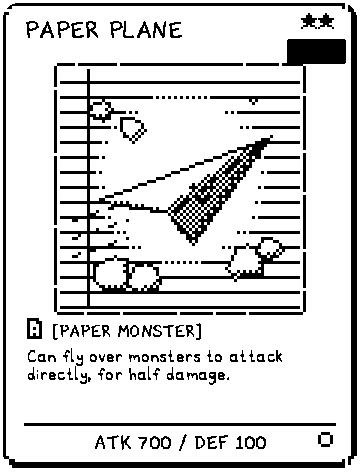 PAPER PLANE
[PAPER MONSTER]
Can fly over monsters to attack
directly, for half damage.
ATK 700 / DEF 100